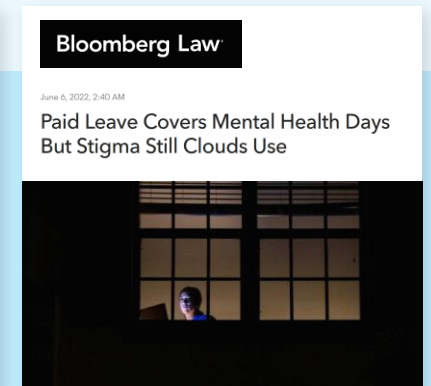 Bloomberg Law
June 6, 2022, 2:40 AM
Paid Leave Covers Mental Health Days
But Stigma Still Clouds Use